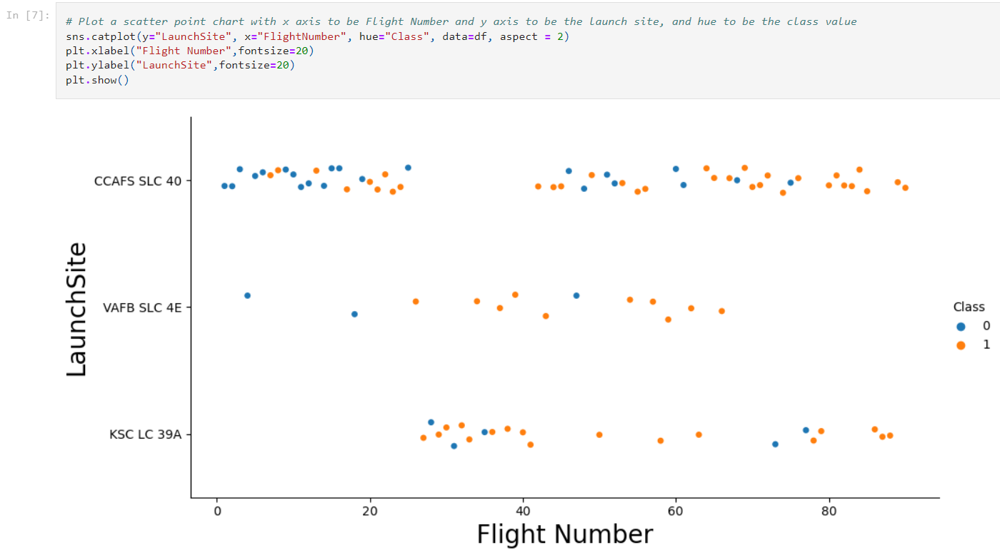 In [7]:
# Plot a scatter point chart with x axis to be Flight Number and y axis to be the launch site, and hue to be the class value
sns.catplot(y="LaunchSite", x="FlightNumber", hue="Class", data=df, aspect = 2)
plt.xlabel("Flight Number",fontsize=20)
plt.ylabel("LaunchSite",fontsize=20)
plt.show()
CCAFS SLC 40
VAFB SLC 4E
KSC LC 39A
LaunchSite
Class
0
1
0 20 40 60 80
Flight Number